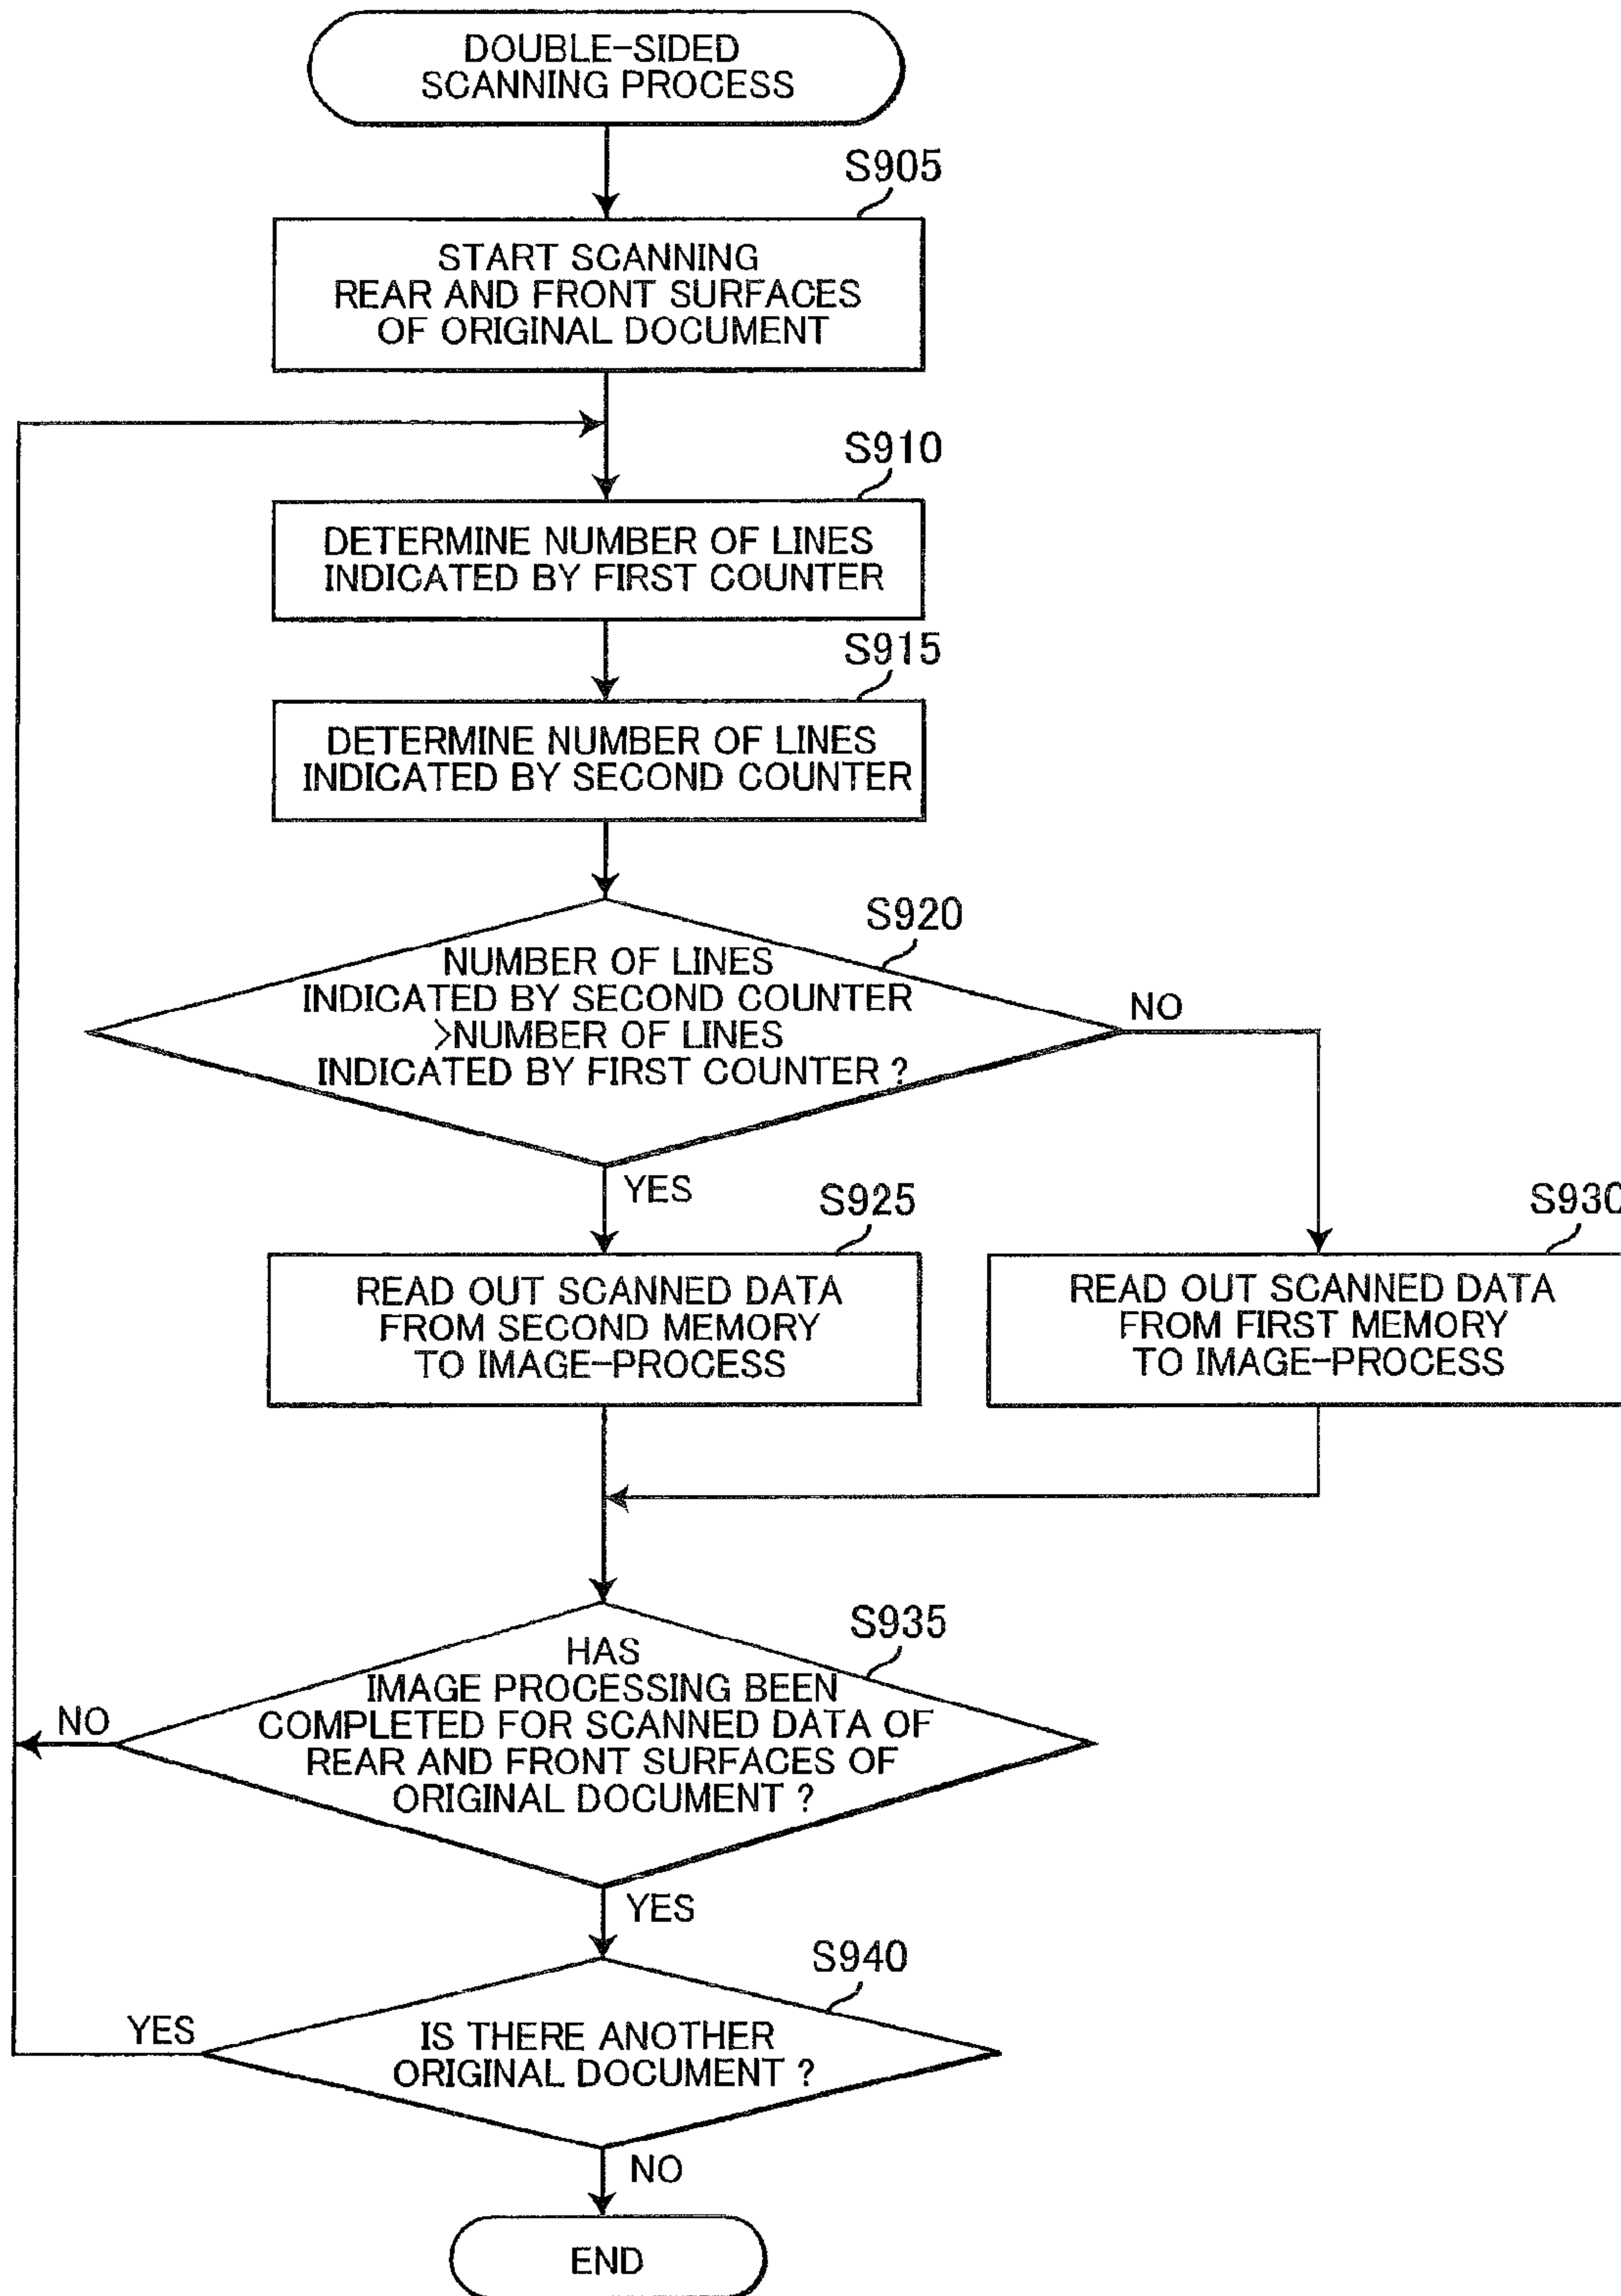 DOUBLE-SIDED
SCANNING PROCESS
S905
START SCANNING
REAR AND FRONT SURFACES
OF ORIGINAL DOCUMENT
S910
DETERMINE NUMBER OF LINES
INDICATED BY FIRST COUNTER
S915
DETERMINE NUMBER OF LINES
INDICATED BY SECOND COUNTER
S920
NUMBER OF LINES
INDICATED BY SECOND COUNTER
>NUMBER OF LINES
INDICATED BY FIRST COUNTER ?
NO
YES
S925
READ OUT SCANNED DATA
FROM SECOND MEMORY
TO IMAGE-PROCESS
S930
READ OUT SCANNED DATA
FROM FIRST MEMORY
TO IMAGE-PROCESS
S935
HAS
IMAGE PROCESSING BEEN
COMPLETED FOR SCANNED DATA OF
REAR AND FRONT SURFACES OF
ORIGINAL DOCUMENT ?
NO
YES
S940
IS THERE ANOTHER
ORIGINAL DOCUMENT ?
YES
NO
END